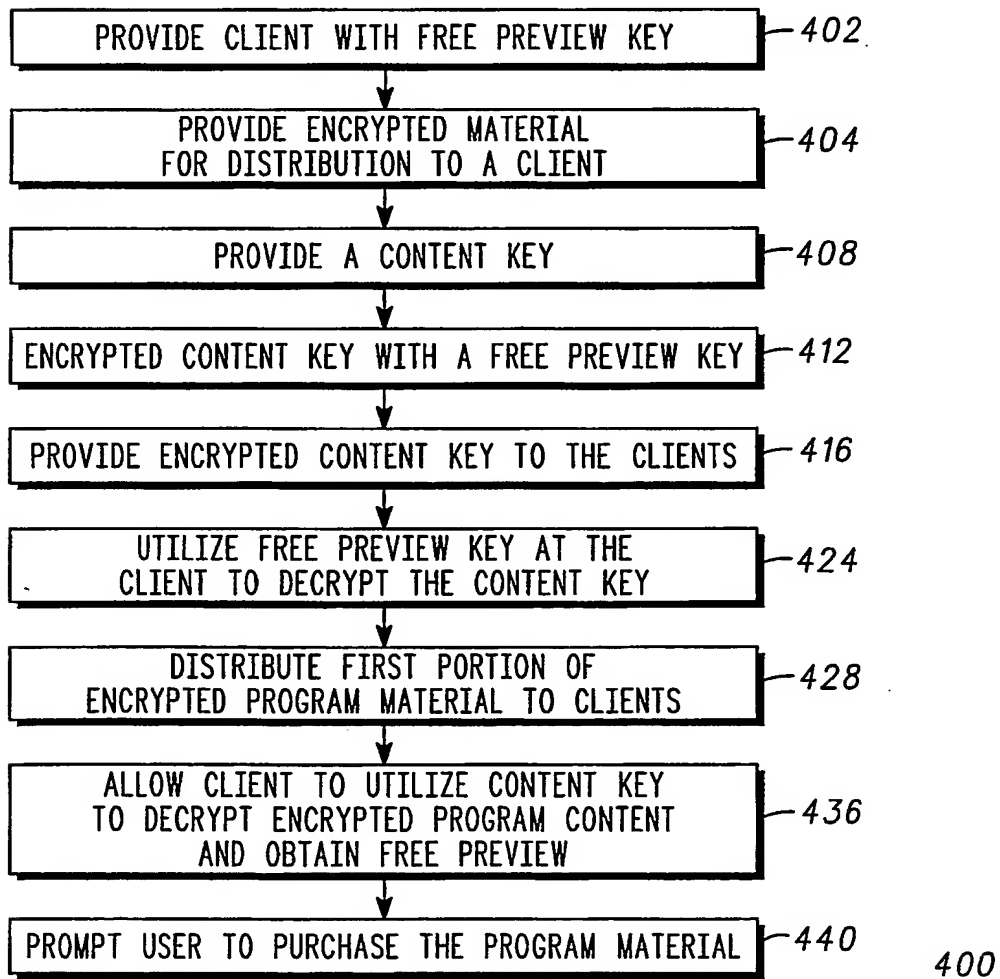 PROVIDE CLIENT WITH FREE PREVIEW KEY 402
PROVIDE ENCRYPTED MATERIAL
FOR DISTRIBUTION TO A CLIENT 404
PROVIDE A CONTENT KEY 408
ENCRYPTED CONTENT KEY WITH A FREE PREVIEW KEY 412
PROVIDE ENCRYPTED CONTENT KEY TO THE CLIENTS 416
UTILIZE FREE PREVIEW KEY AT THE
CLIENT TO DECRYPT THE CONTENT KEY 424
DISTRIBUTE FIRST PORTION OF
ENCRYPTED PROGRAM MATERIAL TO CLIENTS 428
ALLOW CLIENT TO UTILIZE CONTENT KEY
TO DECRYPT ENCRYPTED PROGRAM CONTENT 436
AND OBTAIN FREE PREVIEW
PROMPT USER TO PURCHASE THE PROGRAM MATERIAL 440
400